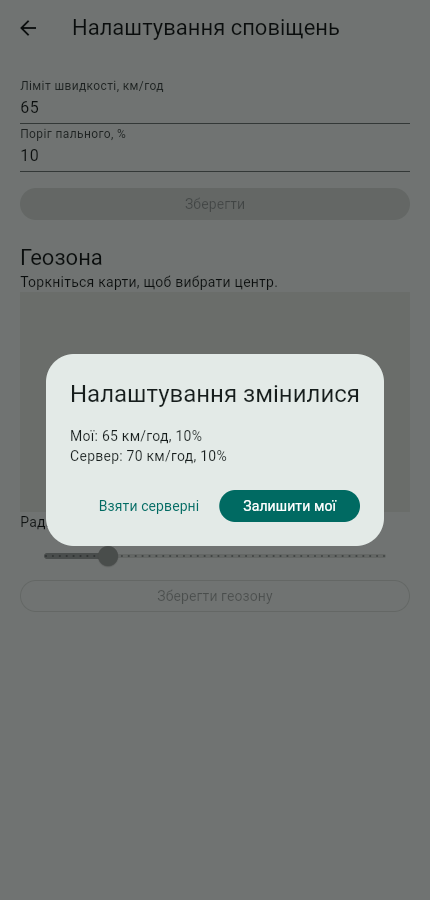 Налаштування сповіщень
Ліміт швидкості, км/год
65
Поріг пального, %
10
Зберегти
Геозона
Торкніться карти, щоб вибрати центр.
Налаштування змінилися
Мої: 65 км/год, 10%
Сервер: 70 км/год, 10%
Взяти серверні
Залишити мої
Зберегти геозону